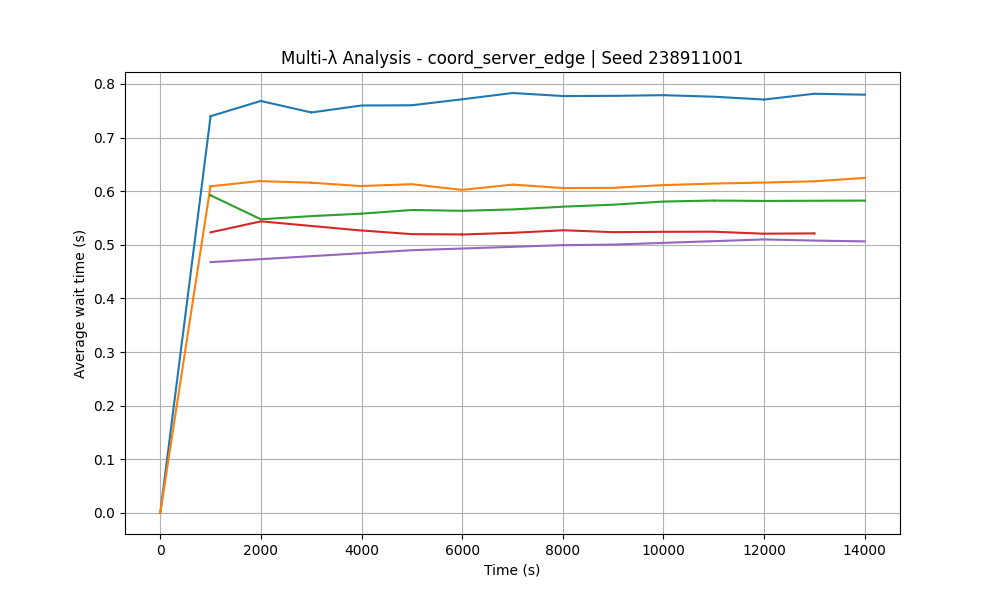 Multi-λ Analysis - coord_server_edge | Seed 238911001
0.8
0.7
0.6
0.5
0.4
0.3
0.2
0.1
0.0
Average wait time (s)
0 2000 4000 6000 8000 10000 12000 14000
Time (s)